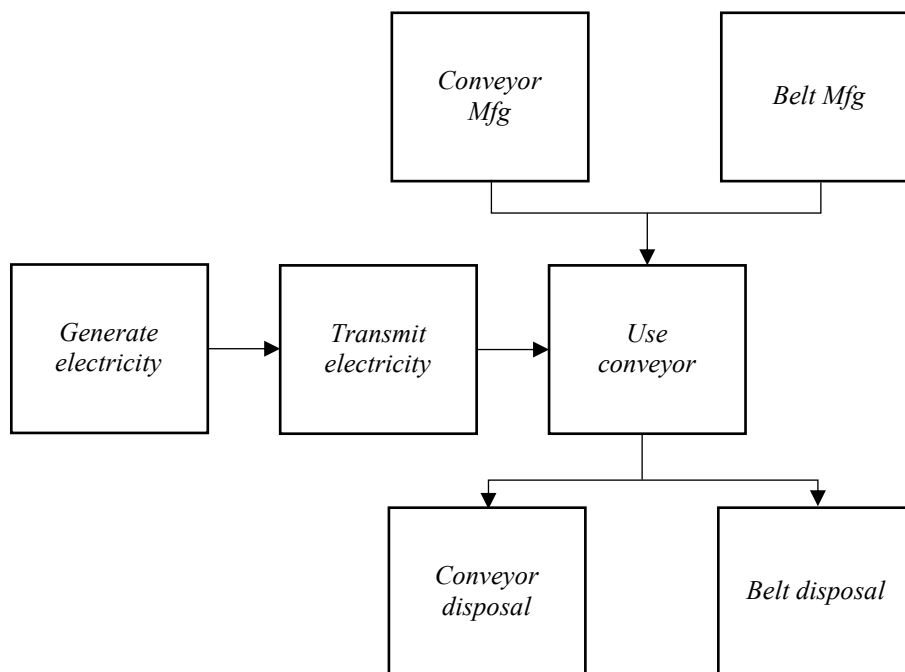 Conveyor
Mfg
Belt Mfg
Generate
electricity
Transmit
electricity
Use
conveyor
Conveyor
disposal
Belt disposal